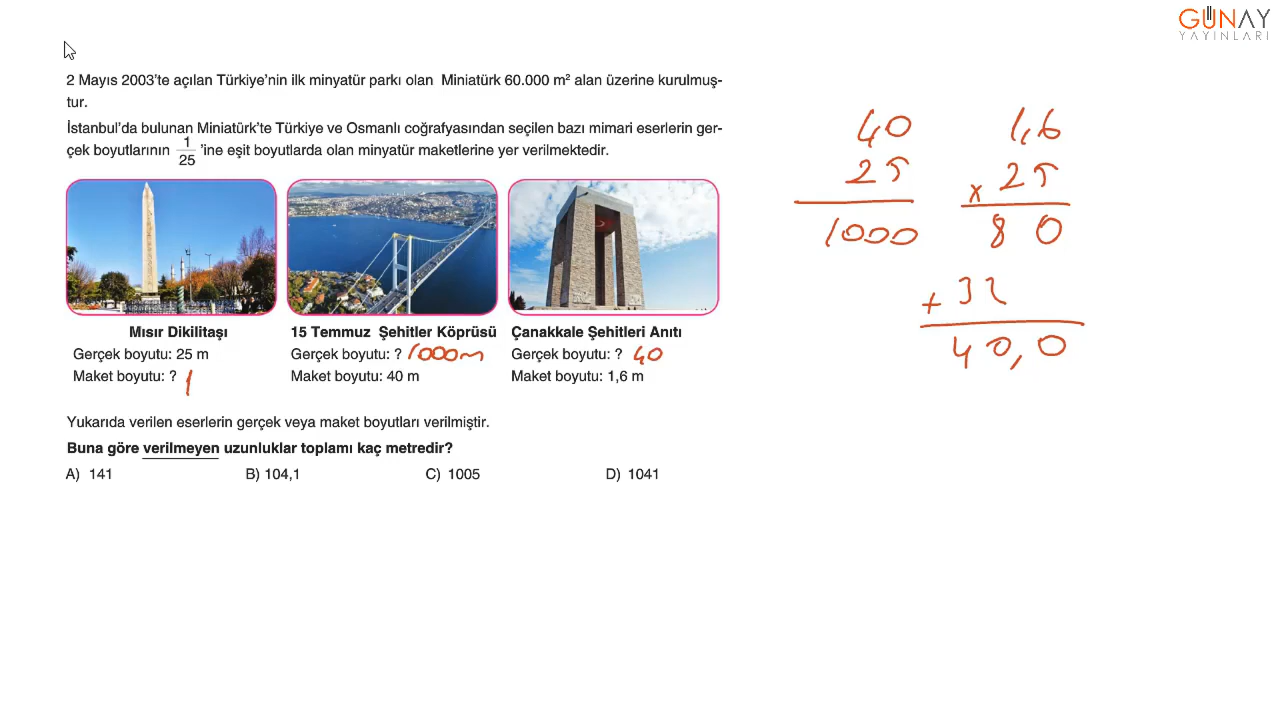 GÜNAY
YAYINLARI
2 Mayıs 2003'te açılan Türkiye'nin ilk minyatür parkı olan Miniatürk 60.000 m² alan üzerine kurulmuş-
tur.
İstanbul'da bulunan Miniatürk'te Türkiye ve Osmanlı coğrafyasından seçilen bazı mimari eserlerin ger-
çek boyutlarının 1/25 'ine eşit boyutlarda olan minyatür maketlerine yer verilmektedir.
Mısır Dikilitaşı
Gerçek boyutu: 25 m
Maket boyutu: ? 1
15 Temmuz Şehitler Köprüsü
Gerçek boyutu: ? 1000m
Maket boyutu: 40 m
Çanakkale Şehitleri Anıtı
Gerçek boyutu: ? 40
Maket boyutu: 1,6 m
Yukarıda verilen eserlerin gerçek veya maket boyutları verilmiştir.
Buna göre verilmeyen uzunluklar toplamı kaç metredir?
A) 141 B) 104,1 C) 1005 D) 1041
40
25
1000
1,6
x 25
80
+ 32
40,0